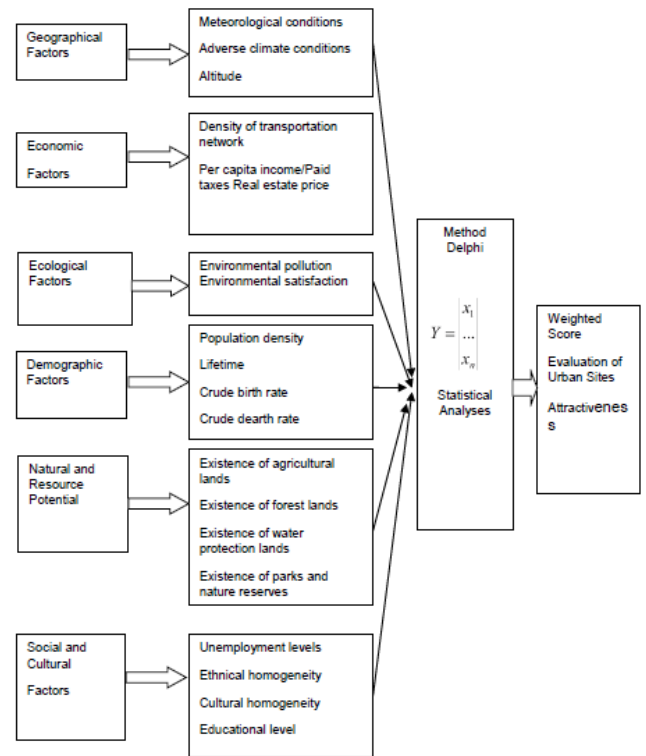 Geographical
Factors
Meteorological conditions
Adverse climate conditions
Altitude
Economic
Factors
Density of transportation
network
Per capita income/Paid
taxes Real estate price
Ecological
Factors
Environmental pollution
Environmental satisfaction
Demographic
Factors
Population density
Lifetime
Crude birth rate
Crude dearth rate
Natural and
Resource
Potential
Existence of agricultural
lands
Existence of forest lands
Existence of water
protection lands
Existence of parks and
nature reserves
Social and
Cultural
Factors
Unemployment levels
Ethnical homogeneity
Cultural homogeneity
Educational level
Method
Delphi
x₁
Y = ...
xₙ
Statistical
Analyses
Weighted
Score
Evaluation of
Urban Sites
Attractivenes
s